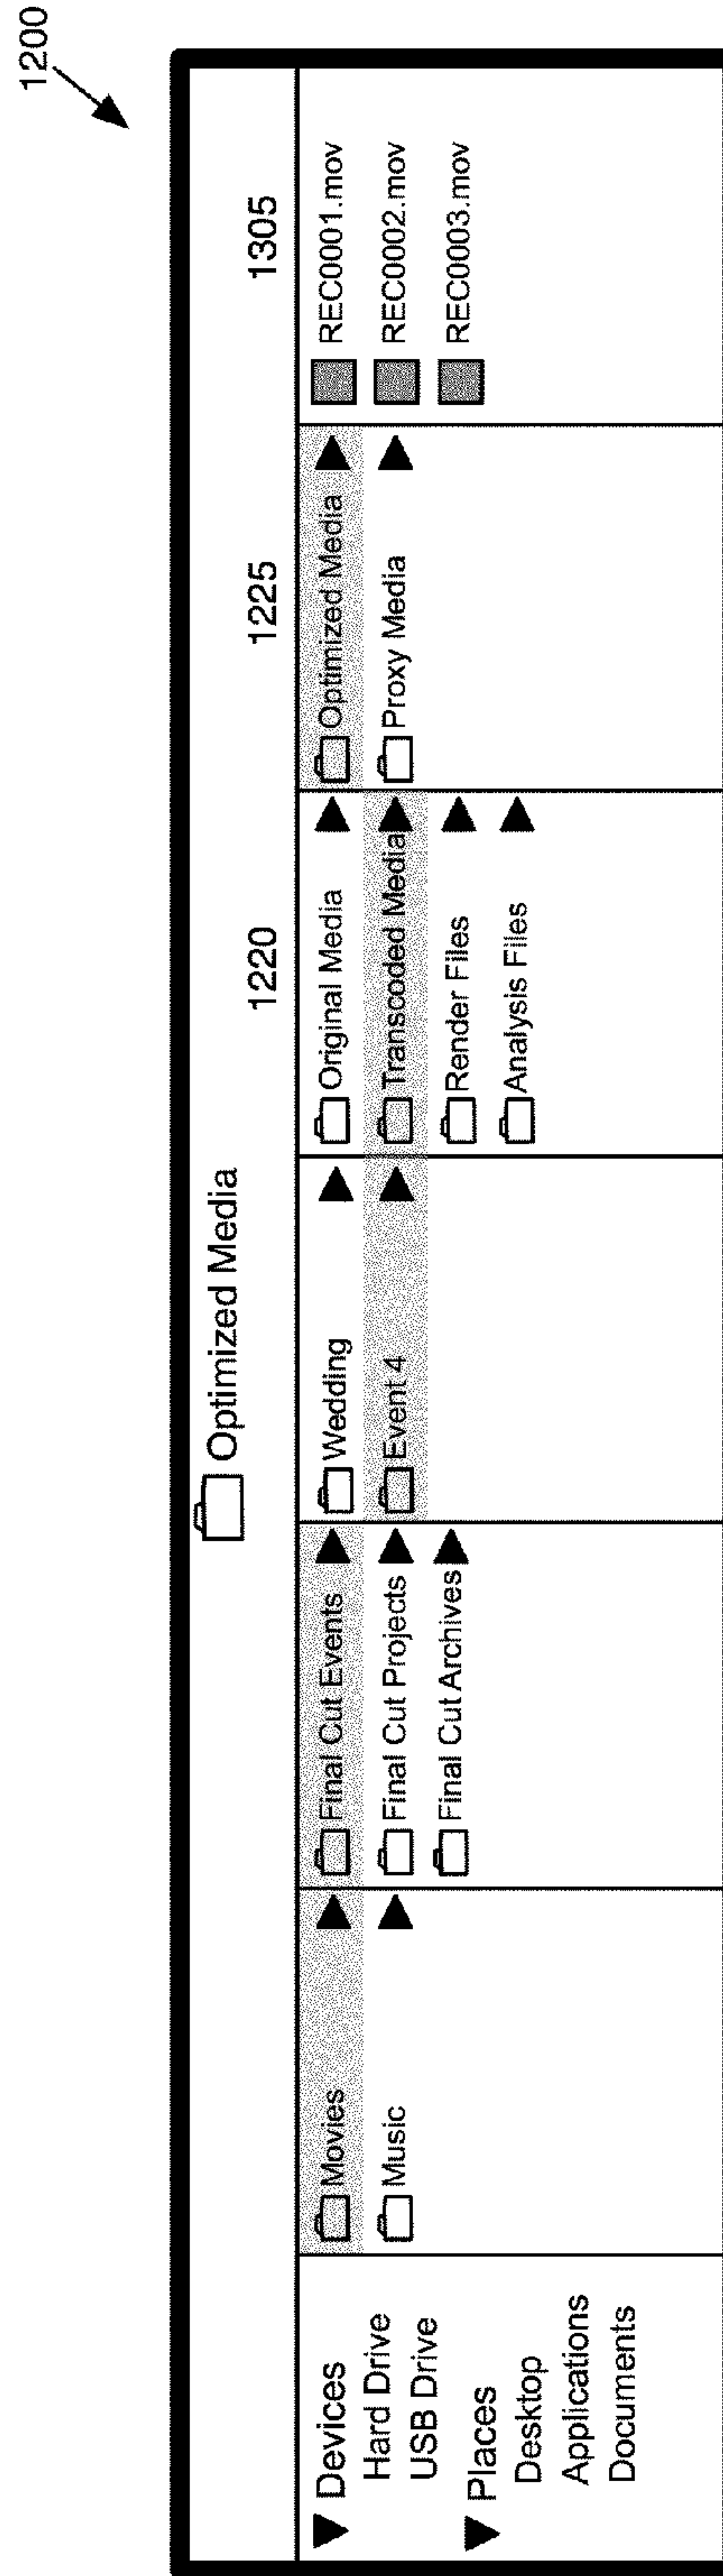 1200
Optimized Media
1220
1225
1305
Devices
Hard Drive
USB Drive
Places
Desktop
Applications
Documents
Movies
Music
Final Cut Events
Final Cut Projects
Final Cut Archives
Wedding
Event 4
Original Media
Transcoded Media
Render Files
Analysis Files
Optimized Media
Proxy Media
REC0001.mov
REC0002.mov
REC0003.mov